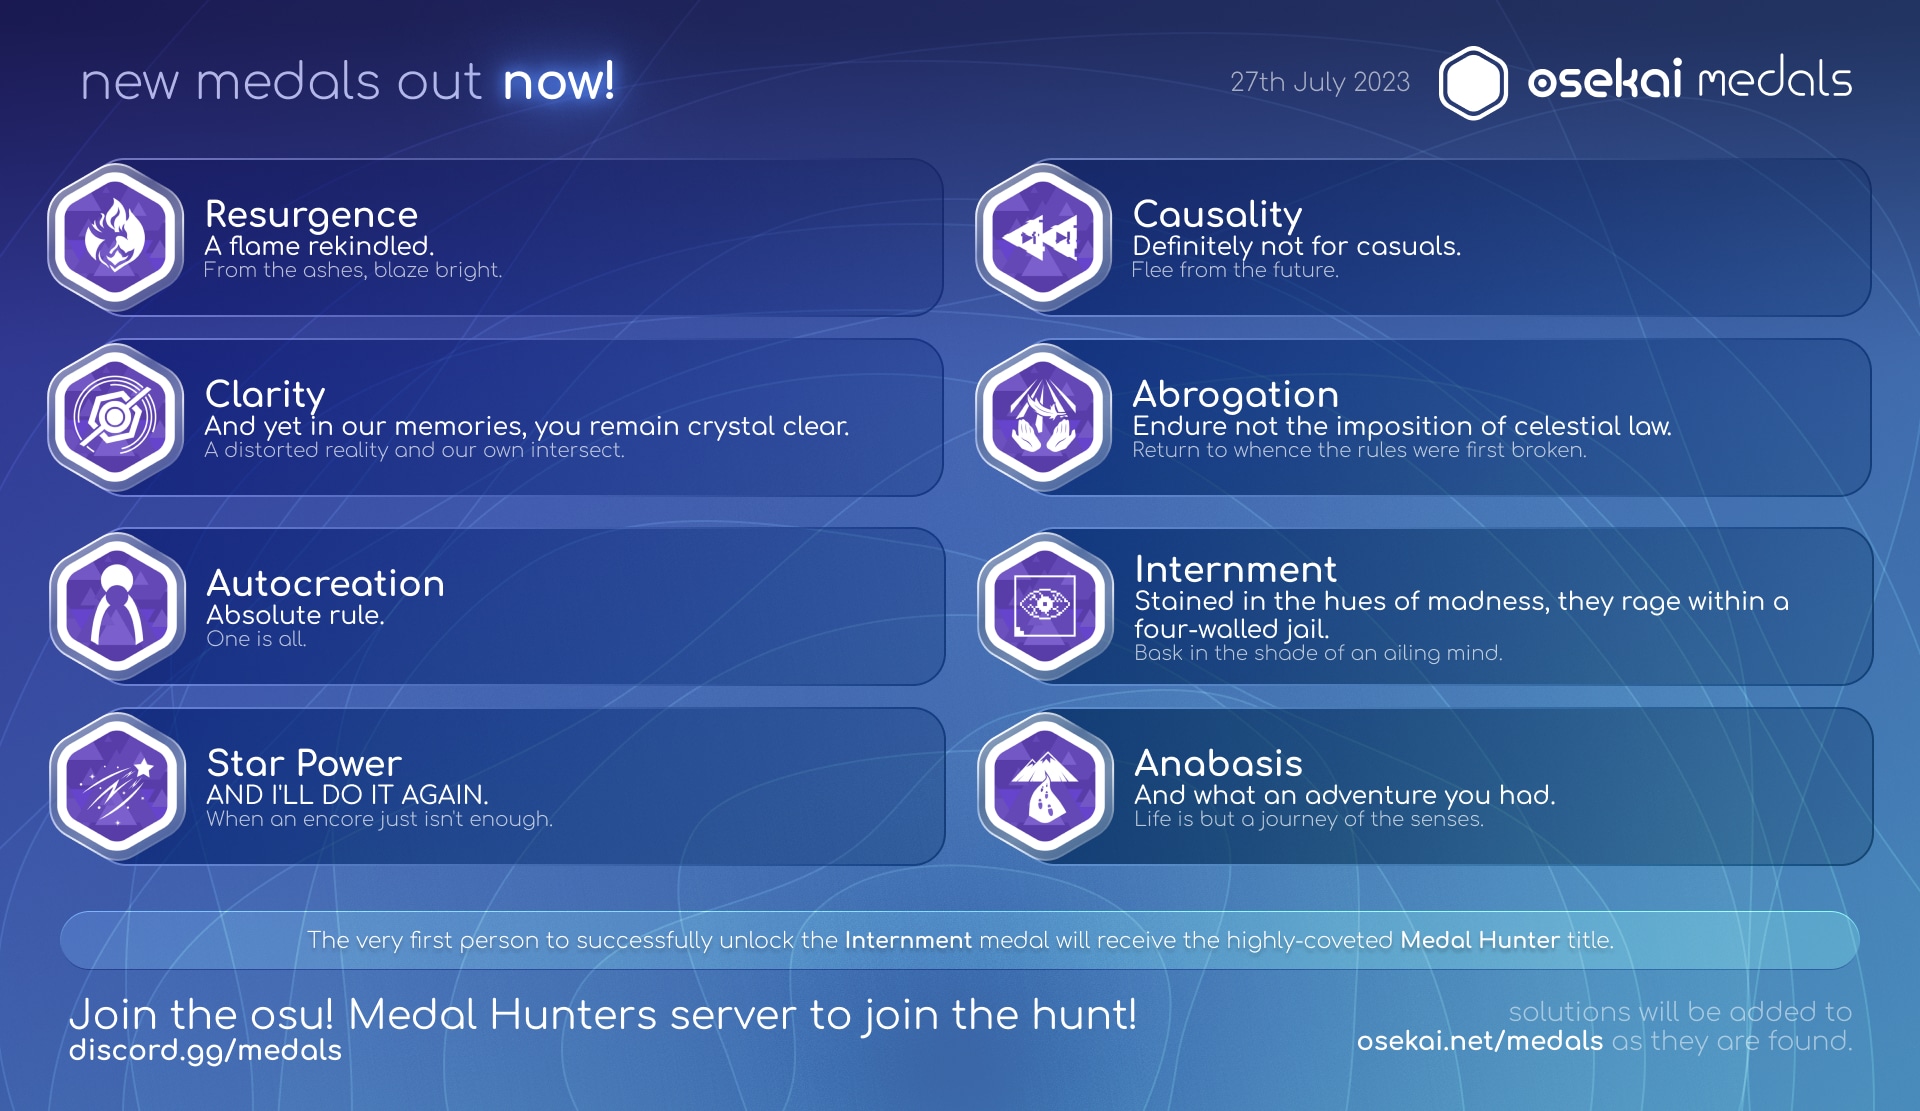 new medals out now!
27th July 2023
osekai medals
Resurgence
A flame rekindled.
From the ashes, blaze bright.
Causality
Definitely not for casuals.
Flee from the future.
Clarity
And yet in our memories, you remain crystal clear.
A distorted reality and our own intersect.
Abrogation
Endure not the imposition of celestial law.
Return to whence the rules were first broken.
Autocreation
Absolute rule.
One is all.
Internment
Stained in the hues of madness, they rage within a
four-walled jail.
Bask in the shade of an ailing mind.
Star Power
AND I'LL DO IT AGAIN.
When an encore just isn't enough.
Anabasis
And what an adventure you had.
Life is but a journey of the senses.
The very first person to successfully unlock the Internment medal will receive the highly-coveted Medal Hunter title.
Join the osu! Medal Hunters server to join the hunt!
discord.gg/medals
solutions will be added to
osekai.net/medals as they are found.